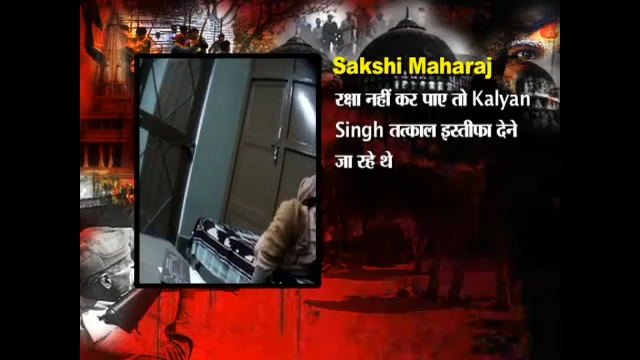 Sakshi Maharaj
रक्षा नहीं कर पाए तो Kalyan
Singh तत्काल इस्तीफा देने
जा रहे थे